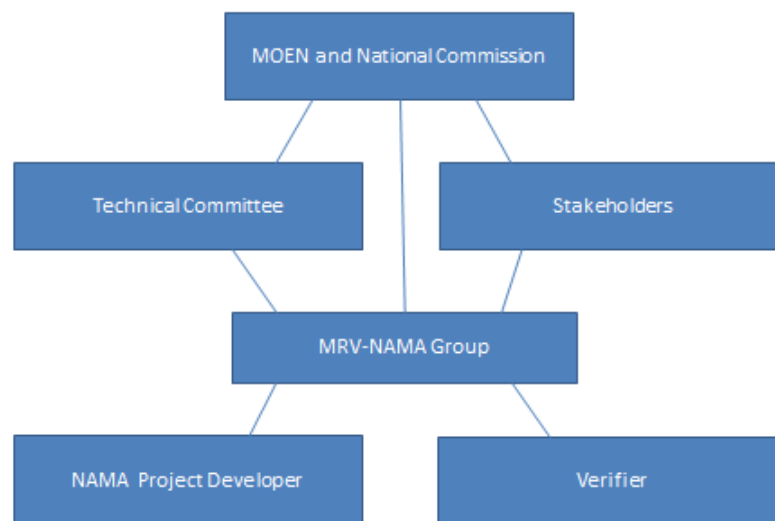 MOEN and National Commission
Technical Committee
Stakeholders
MRV-NAMA Group
NAMA Project Developer
Verifier